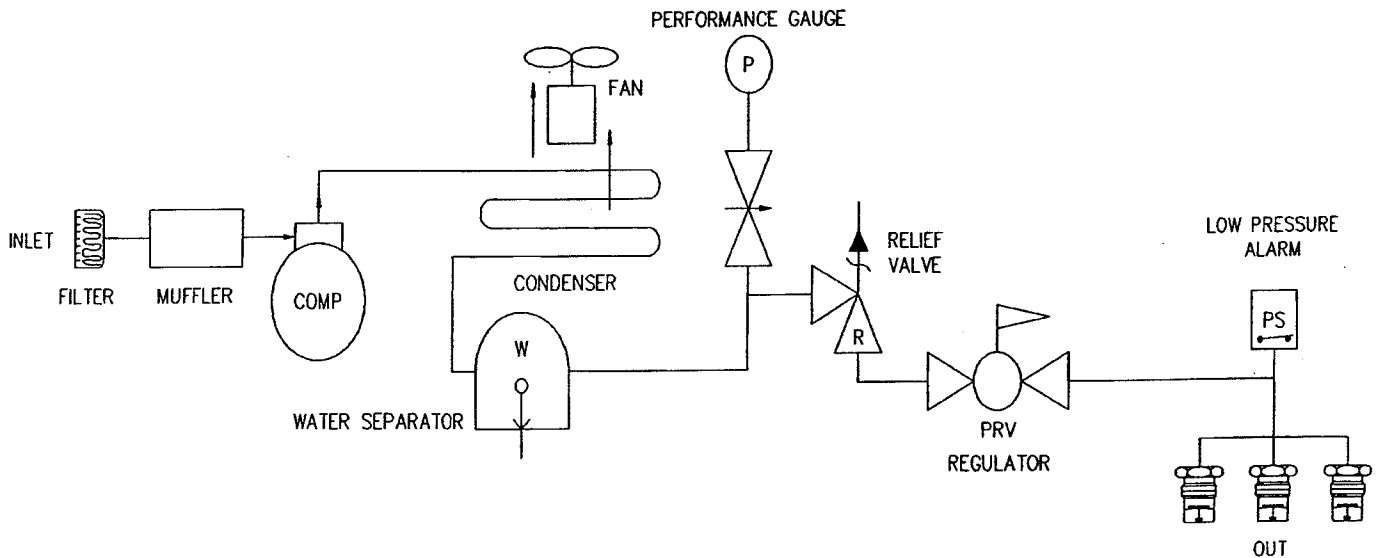 PERFORMANCE GAUGE
P
FAN
INLET
FILTER
MUFFLER
COMP
CONDENSER
W
WATER SEPARATOR
RELIEF
VALVE
R
PRV
REGULATOR
LOW PRESSURE
ALARM
PS
OUT